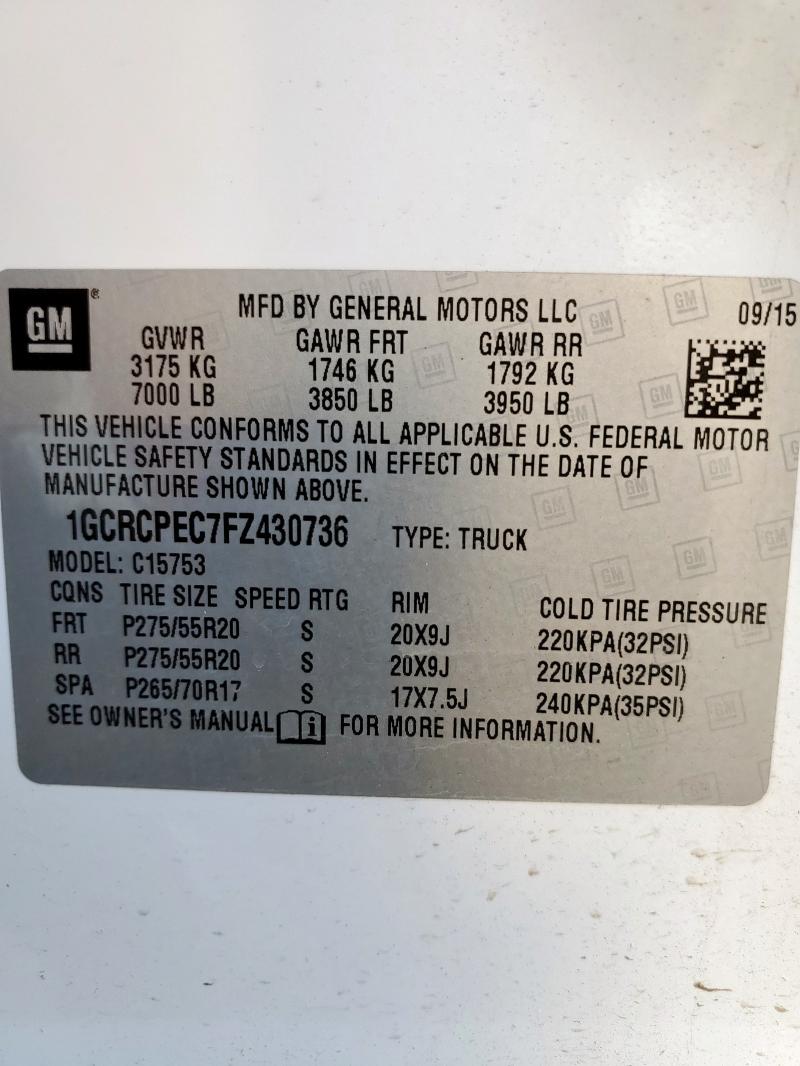 GM®
MFD BY GENERAL MOTORS LLC 09/15
GVWR GAWR FRT GAWR RR
3175 KG 1746 KG 1792 KG
7000 LB 3850 LB 3950 LB
THIS VEHICLE CONFORMS TO ALL APPLICABLE U.S. FEDERAL MOTOR
VEHICLE SAFETY STANDARDS IN EFFECT ON THE DATE OF
MANUFACTURE SHOWN ABOVE.
1GCRCPEC7FZ430736 TYPE: TRUCK
MODEL: C15753
CQNS TIRE SIZE SPEED RTG RIM COLD TIRE PRESSURE
FRT P275/55R20 S 20X9J 220KPA(32PSI)
RR P275/55R20 S 20X9J 220KPA(32PSI)
SPA P265/70R17 S 17X7.5J 240KPA(35PSI)
SEE OWNER'S MANUAL i FOR MORE INFORMATION.